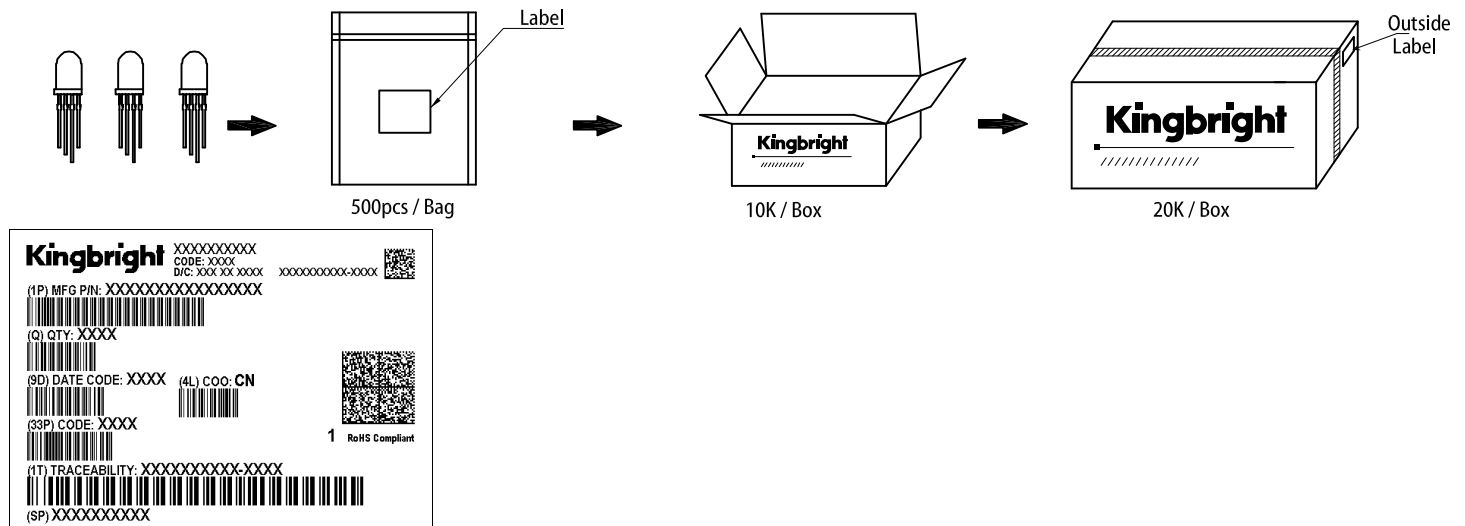 Label
Outside
Label
500pcs / Bag
Kingbright
10K / Box
Kingbright
20K / Box
Kingbright
XXXXXXXXXX
CODE: XXXX
D/C: XXX XX XXXX XXXXXXXXXX-XXXX
(1P) MFG P/N: XXXXXXXXXXXXXXXX
(Q) QTY: XXXX
(9D) DATE CODE: XXXX (4L) COO: CN
(33P) CODE: XXXX
1 RoHS Compliant
(1T) TRACEABILITY: XXXXXXXXXX-XXXX
(SP) XXXXXXXXXX